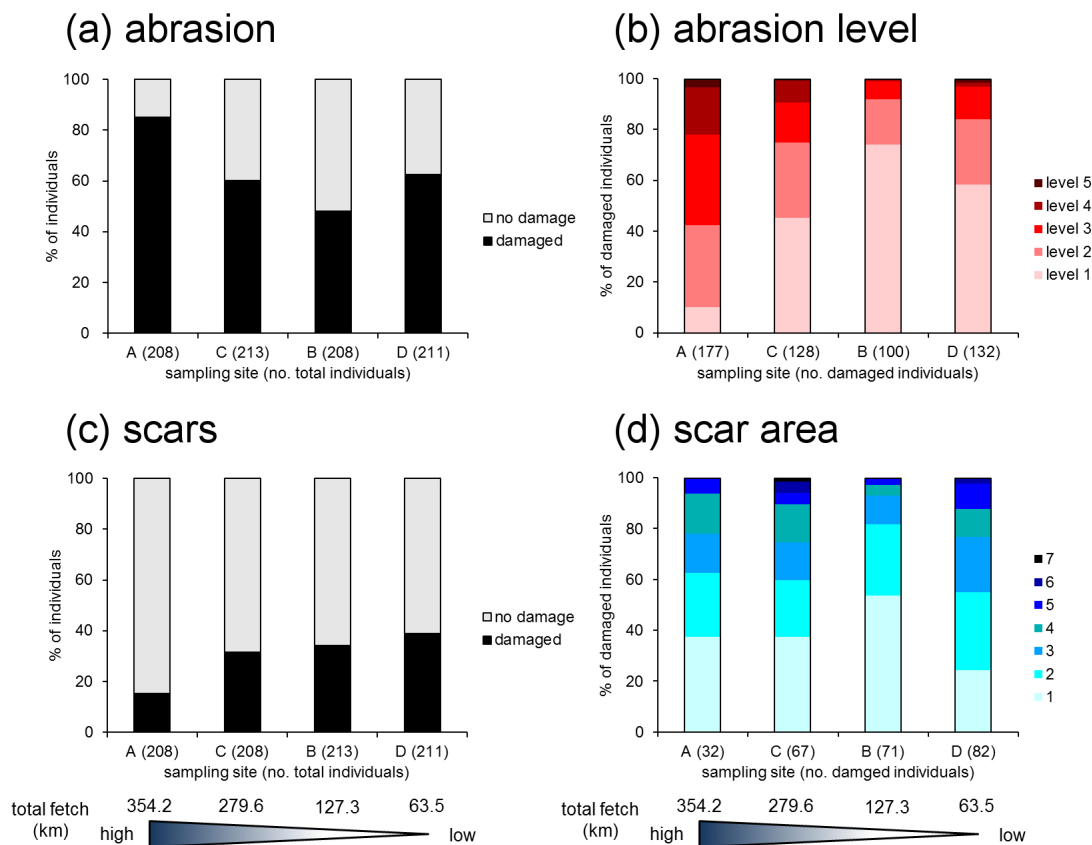 (a) abrasion
100
80
60
40
20
0
% of individuals
no damage
damaged
A (208) C (213) B (208) D (211)
sampling site (no. total individuals)
(b) abrasion level
100
80
60
40
20
0
% of damaged individuals
level 5
level 4
level 3
level 2
level 1
A (177) C (128) B (100) D (132)
sampling site (no. damaged individuals)
(c) scars
100
80
60
40
20
0
% of individuals
no damage
damaged
A (208) C (208) B (213) D (211)
sampling site (no. total individuals)
total fetch 354.2 279.6 127.3 63.5
(km) high low
(d) scar area
100
80
60
40
20
0
% of damaged individuals
7
6
5
4
3
2
1
A (32) C (67) B (71) D (82)
sampling site (no. damged individuals)
total fetch 354.2 279.6 127.3 63.5
(km) high low